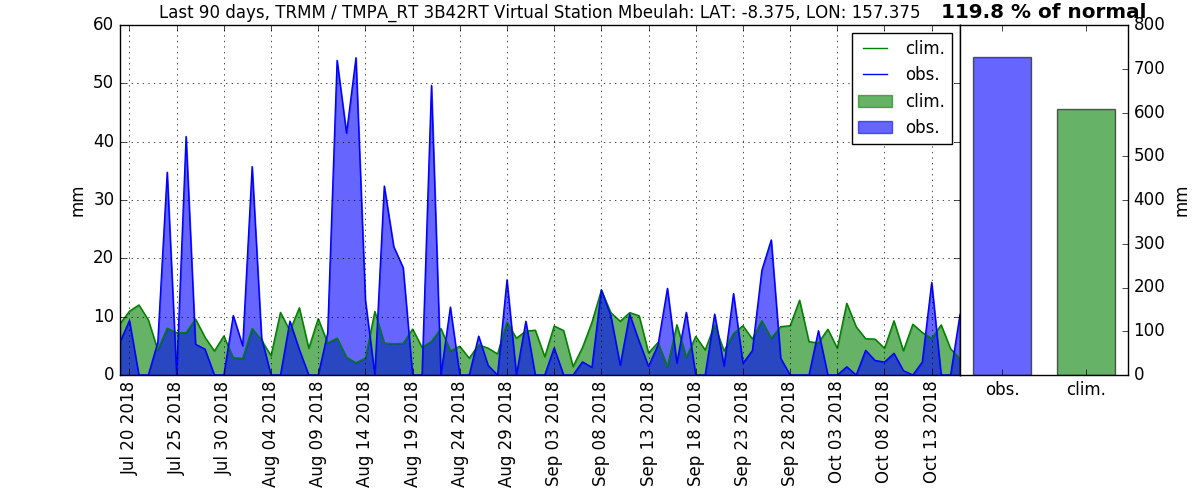 Last 90 days, TRMM / TMPA_RT 3B42RT Virtual Station Mbeulah: LAT: -8.375, LON: 157.375
119.8 % of normal
60
50
40
30
20
10
0
mm
clim.
obs.
clim.
obs.
800
700
600
500
400
300
200
100
0
mm
Jul 20 2018
Jul 25 2018
Jul 30 2018
Aug 04 2018
Aug 09 2018
Aug 14 2018
Aug 19 2018
Aug 24 2018
Aug 29 2018
Sep 03 2018
Sep 08 2018
Sep 13 2018
Sep 18 2018
Sep 23 2018
Sep 28 2018
Oct 03 2018
Oct 08 2018
Oct 13 2018
obs.
clim.